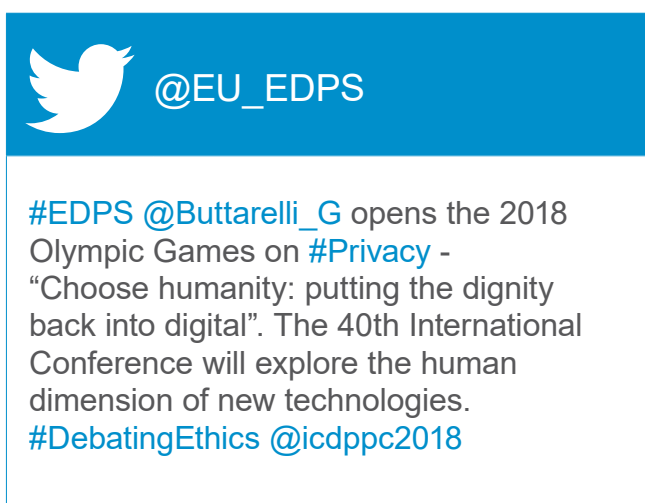 @EU_EDPS
#EDPS @Buttarelli_G opens the 2018
Olympic Games on #Privacy -
“Choose humanity: putting the dignity
back into digital”. The 40th International
Conference will explore the human
dimension of new technologies.
#DebatingEthics @icdppc2018